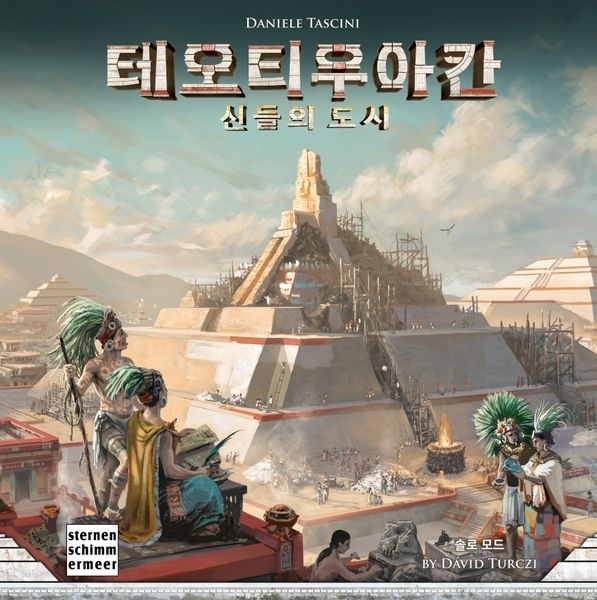 DANIELE TASCINI
테오티우아칸
신들의 도시
sternen
schimm
ermeer
솔로 모드
BY DAVID TURCZI